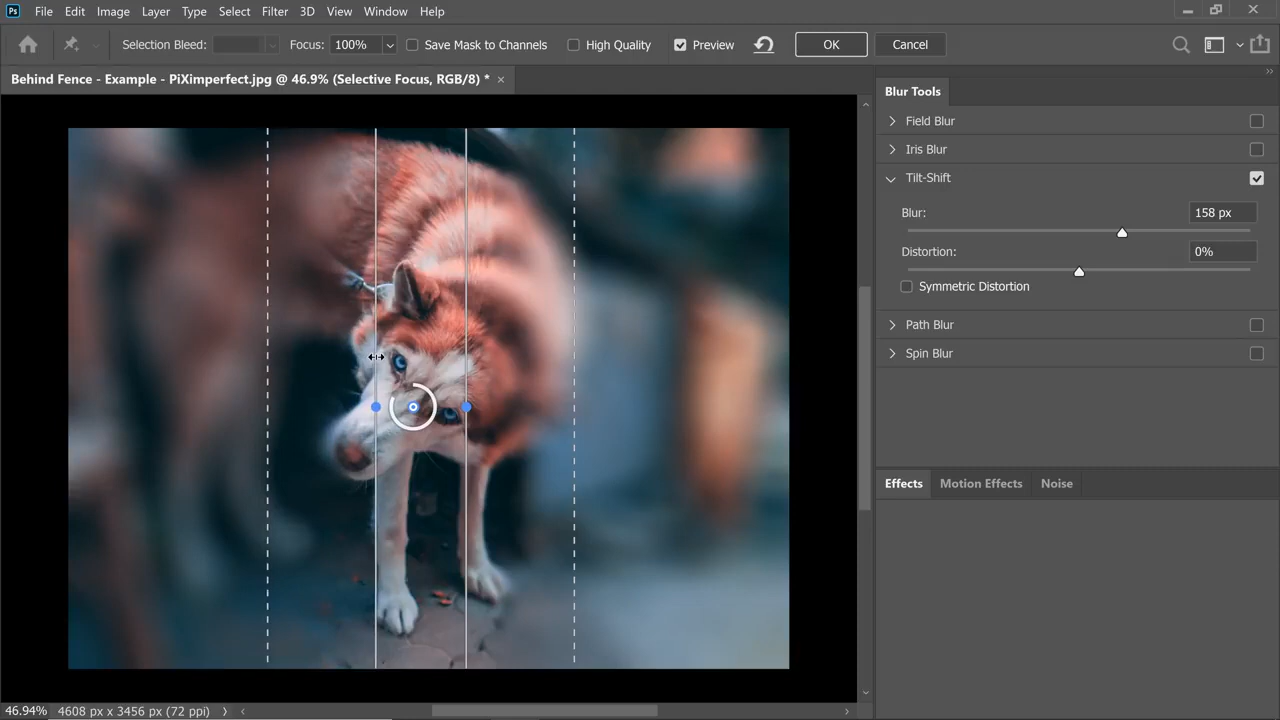 Ps File Edit Image Layer Type Select Filter 3D View Window Help
Selection Bleed: Focus: 100% Save Mask to Channels High Quality Preview OK Cancel
Behind Fence - Example - PiXimperfect.jpg @ 46.9% (Selective Focus, RGB/8) *
Blur Tools
Field Blur
Iris Blur
Tilt-Shift
Blur: 158 px
Distortion: 0%
Symmetric Distortion
Path Blur
Spin Blur
Effects Motion Effects Noise
46.94% 4608 px x 3456 px (72 ppi)